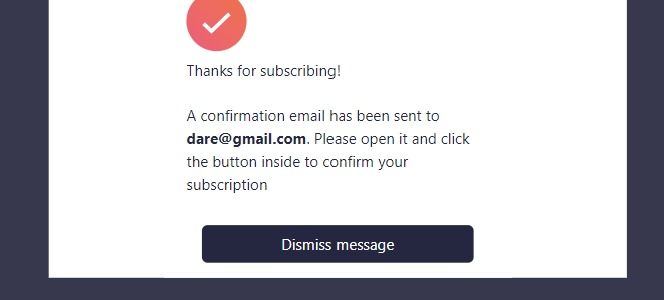 Thanks for subscribing!
A confirmation email has been sent to
dare@gmail.com. Please open it and click
the button inside to confirm your
subscription
Dismiss message